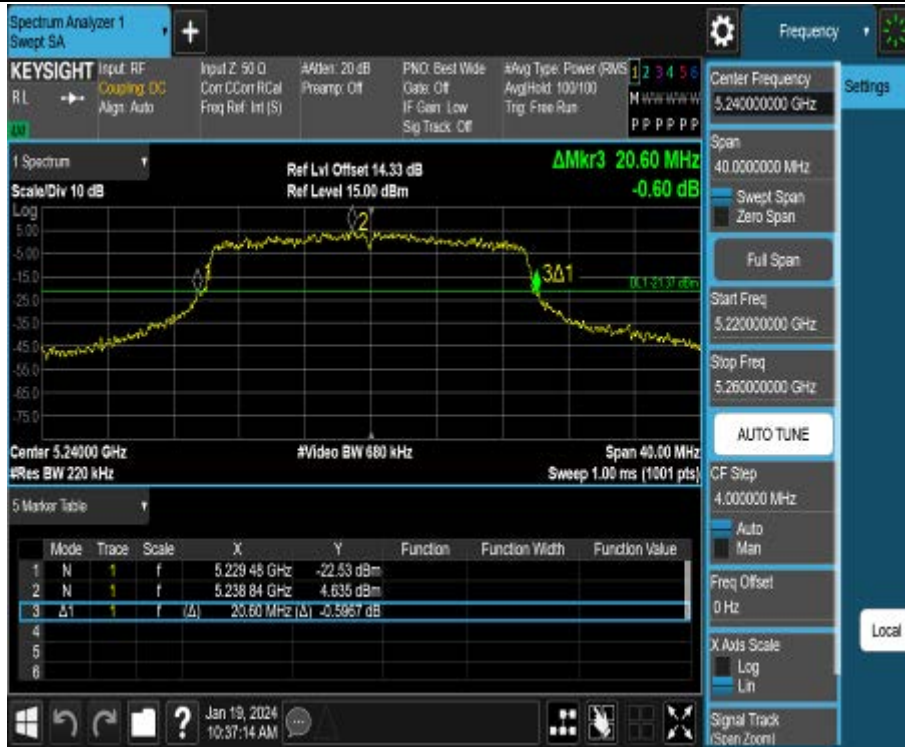 Spectrum Analyzer 1
Swept SA
+
Frequency
KEYSIGHT
RL
Input: RF
Coupling: DC
Align: Auto
Input Z: 50 Ω
Corr CCorr RCal
Freq Ref: Int (S)
#Atten: 20 dB
Preamp: Off
PNO: Best Wide
Gate: Off
IF Gain: Low
Sig Track: Off
#Avg Type: Power (RMS
Avg|Hold: 100/100
Trig: Free Run
1 2 3 4 5 6
M W W W W W
P P P P P P
Center Frequency
5.240000000 GHz
Settings
Span
40.0000000 MHz
Swept Span
Zero Span
Full Span
Start Freq
5.220000000 GHz
Stop Freq
5.260000000 GHz
AUTO TUNE
CF Step
4.000000 MHz
Auto
Man
Freq Offset
0 Hz
X Axis Scale
Log
Lin
Signal Track
(Span Zoom)
Local
1 Spectrum
Scale/Div 10 dB
Ref Lvl Offset 14.33 dB
Ref Level 15.00 dBm
ΔMkr3 20.60 MHz
-0.60 dB
Log
5.00
-5.00
-15.0
-25.0
-35.0
-45.0
-55.0
-65.0
-75.0
1
2
3Δ1
DL1 -21.37 dBm
Center 5.24000 GHz
#Video BW 680 kHz
Span 40.00 MHz
#Res BW 220 kHz
Sweep 1.00 ms (1001 pts)
5 Marker Table
Mode Trace Scale X Y Function Function Width Function Value
1 N 1 f 5.229 48 GHz -22.53 dBm
2 N 1 f 5.238 84 GHz 4.635 dBm
3 Δ1 1 f (Δ) 20.60 MHz (Δ) -0.5967 dB
4
5
6
?
Jan 19, 2024
10:37:14 AM